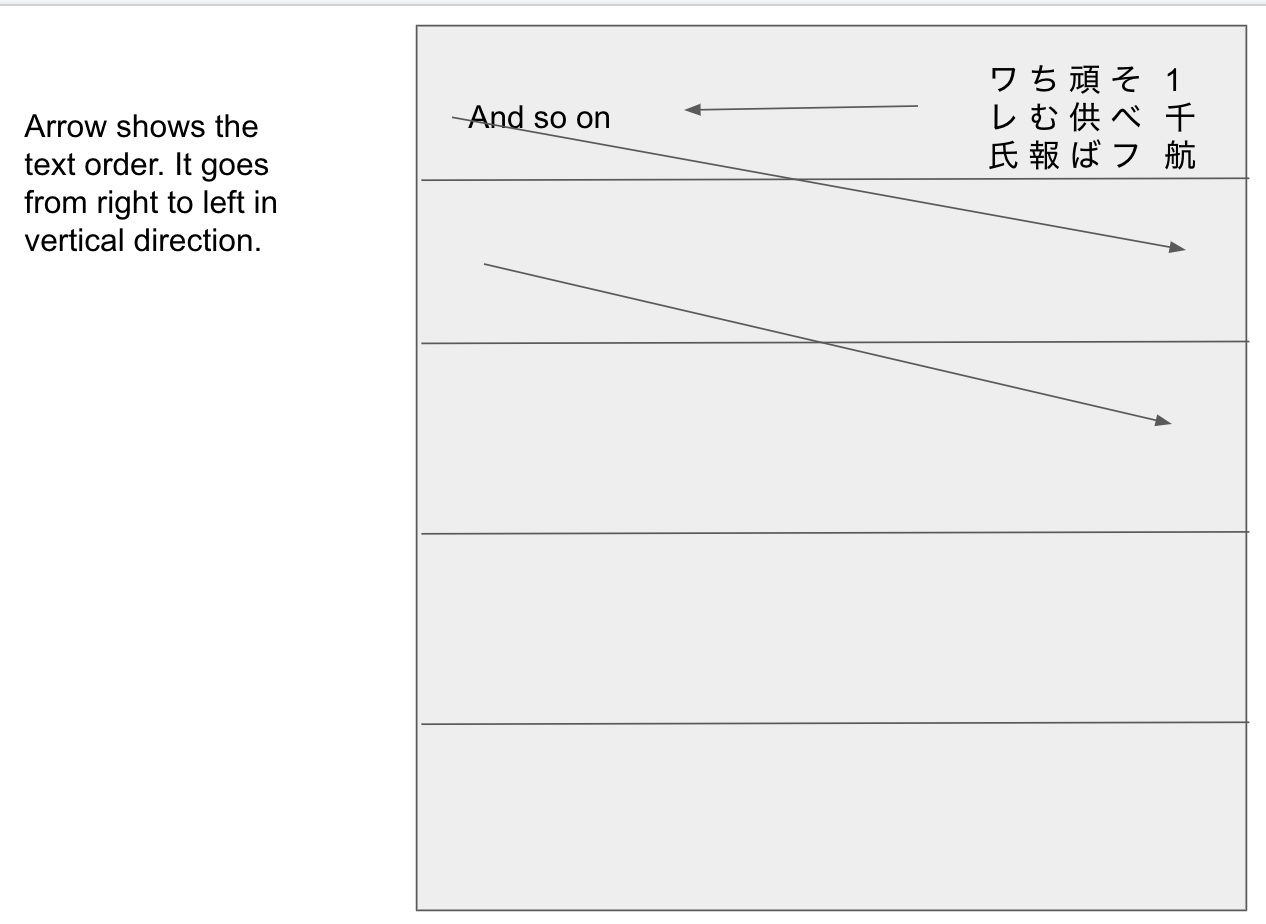 Arrow shows the
text order. It goes
from right to left in
vertical direction.
1千航
そべフ
頑供ば
ちむ報
ワレ氏
And so on